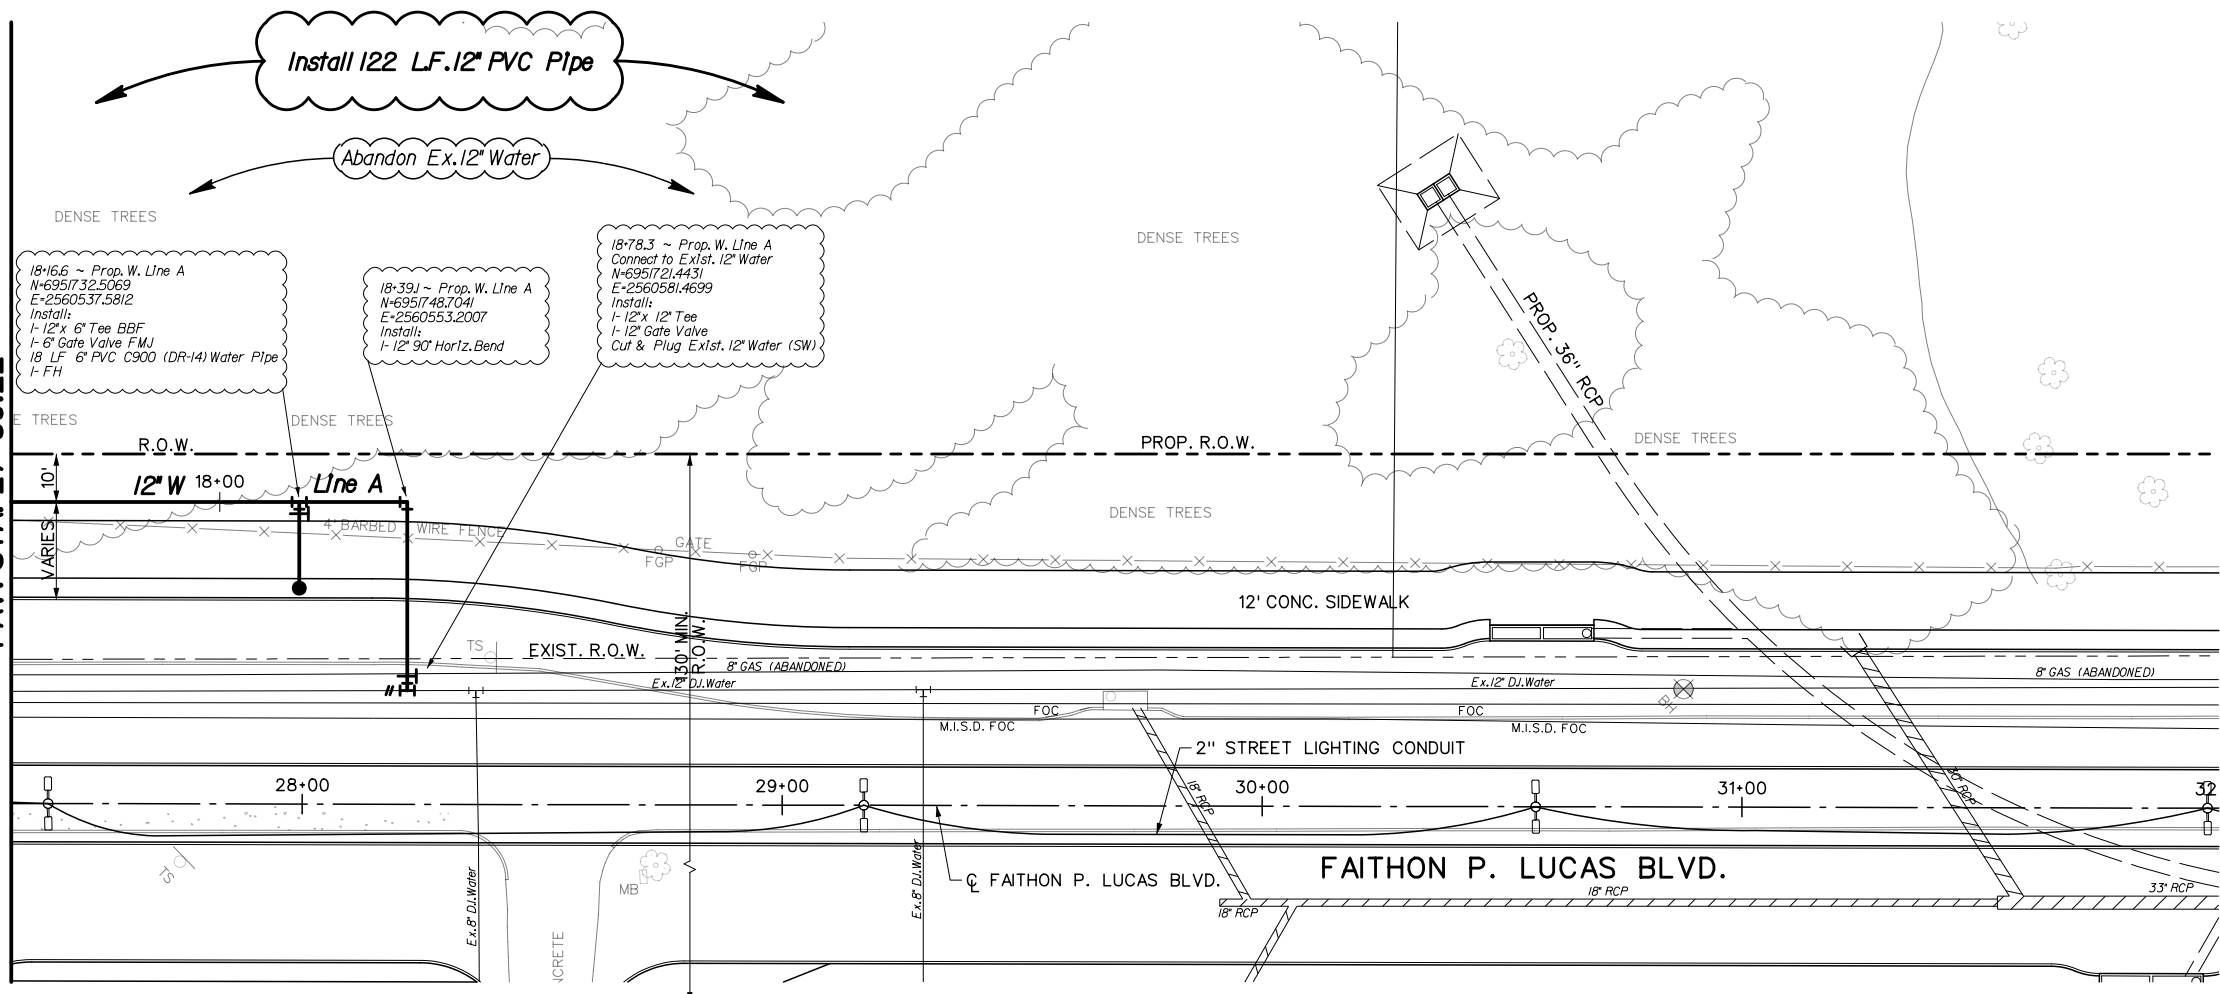 Install 122 L.F. 12" PVC Pipe
Abandon Ex. 12" Water
DENSE TREES
18+16.6 ~ Prop. W. Line A
N=6951732.5069
E=2560537.5812
Install:
1- 12"x 6" Tee BBF
1- 6" Gate Valve FMJ
18 LF 6" PVC C900 (DR-14) Water Pipe
1- FH
18+39.1 ~ Prop. W. Line A
N=6951748.7041
E=2560553.2007
Install:
1- 12" 90° Horiz. Bend
18+78.3 ~ Prop. W. Line A
Connect to Exist. 12" Water
N=6951721.4431
E=2560581.4699
Install:
1- 12"x 12" Tee
1- 12" Gate Valve
Cut & Plug Exist. 12" Water (SW)
DENSE TREES
PROP. 36" RCP
E TREES
DENSE TREES
DENSE TREES
R.O.W.
PROP. R.O.W.
10'
12" W
18+00
Line A
VARIES
4' BARBED WIRE FENCE
GATE
FGP
FGP
DENSE TREES
12' CONC. SIDEWALK
130' MIN.
R.O.W.
TS
EXIST. R.O.W.
8" GAS (ABANDONED)
8" GAS (ABANDONED)
Ex. 12" D.I. Water
Ex. 12" D.I. Water
BH
FOC
FOC
M.I.S.D. FOC
M.I.S.D. FOC
2" STREET LIGHTING CONDUIT
28+00
29+00
30+00
31+00
32
18" RCP
30" RCP
TS
MB
Ex. 8" D.I. Water
Ex. 8" D.I. Water
℄ FAITHON P. LUCAS BLVD.
FAITHON P. LUCAS BLVD.
18" RCP
18" RCP
33" RCP
NCRETE